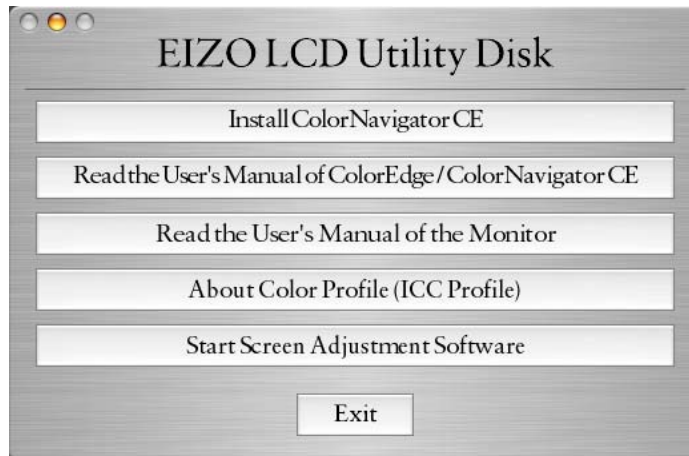 EIZO LCD Utility Disk
Install ColorNavigator CE
Read the User's Manual of ColorEdge / ColorNavigator CE
Read the User's Manual of the Monitor
About Color Profile (ICC Profile)
Start Screen Adjustment Software
Exit